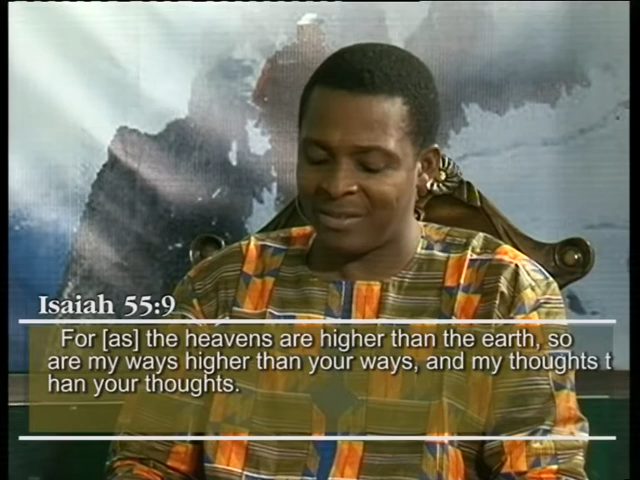 Isaiah 55:9
For [as] the heavens are higher than the earth, so
are my ways higher than your ways, and my thoughts t
han your thoughts.